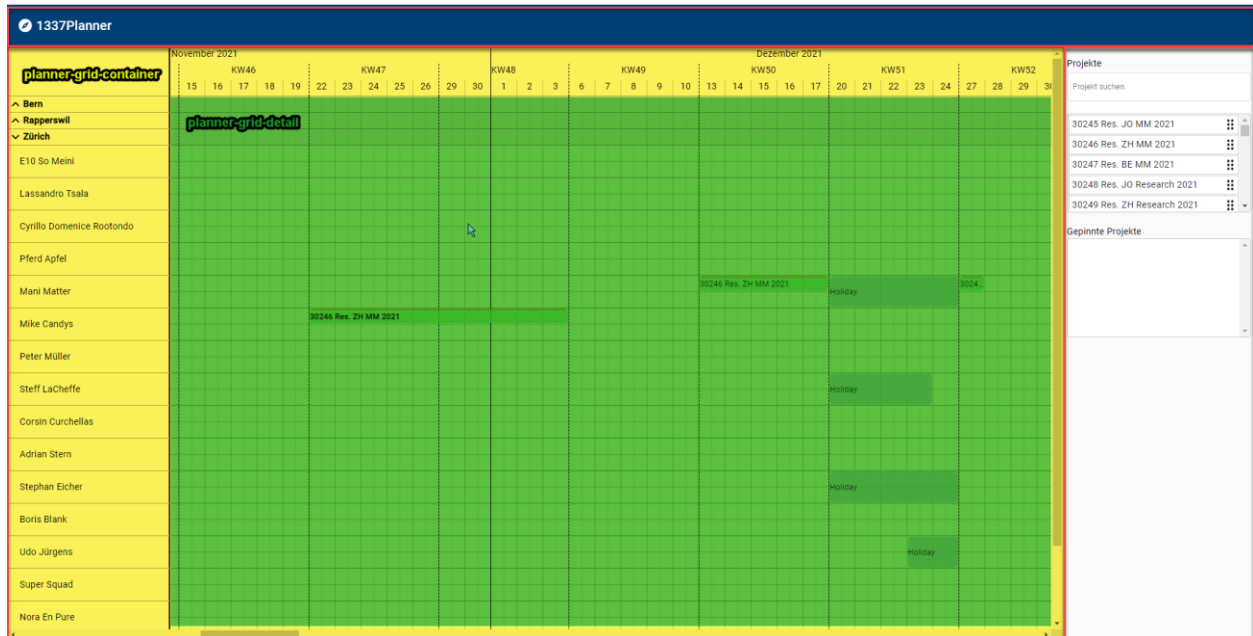 1337Planner
November 2021 Dezember 2021
KW46 KW47 KW48 KW49 KW50 KW51 KW52
15 16 17 18 19 22 23 24 25 26 29 30 1 2 3 6 7 8 9 10 13 14 15 16 17 20 21 22 23 24 27 28 29
planner-grid-container
Bern
Rapperswil
planner-grid-detail
Zürich
E10 So Meini
Lassandro Tsala
Cyrillo Domenice Rootondo
Pferd Apfel
Mani Matter
30246 Res. ZH MM 2021
Holiday
3024...
Mike Candys
30246 Res. ZH MM 2021
Peter Müller
Steff LaCheffe
Holiday
Corsin Curchellas
Adrian Stern
Stephan Eicher
Holiday
Boris Blank
Udo Jürgens
Holiday
Super Squad
Nora En Pure
Projekte
Projekt suchen
30245 Res. JO MM 2021
30246 Res. ZH MM 2021
30247 Res. BE MM 2021
30248 Res. JO Research 2021
30249 Res. ZH Research 2021
Gepinnte Projekte